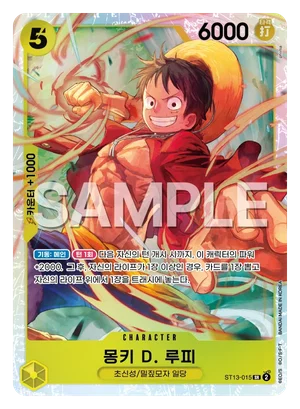 5
6000
타격
打
카운터 +1000
SAMPLE
기동: 메인 턴 1회 다음 자신의 턴 개시 시까지, 이 캐릭터의 파워
+2000. 그 후, 자신의 라이프가 1장 이상인 경우, 카드를 1장 뽑고
자신의 라이프 위에서 1장을 트래시에 놓는다.
CHARACTER
몽키 D. 루피
초신성/밀짚모자 일당
ST13-015 SR 2